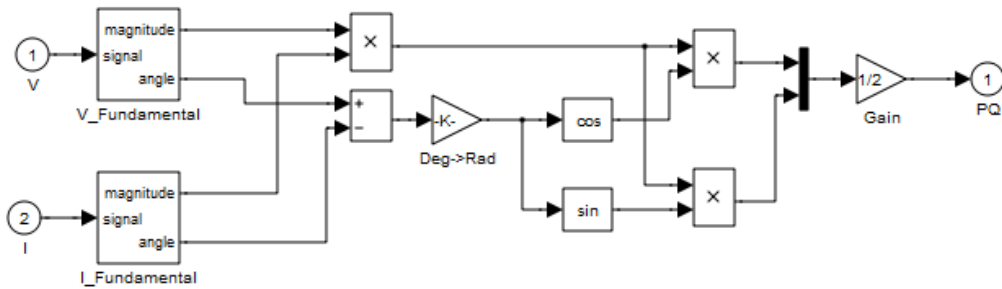 1
V
magnitude
signal
angle
V_Fundamental
2
I
magnitude
signal
angle
I_Fundamental
×
+
−
-K-
Deg->Rad
cos
sin
×
×
1/2
Gain
1
PQ